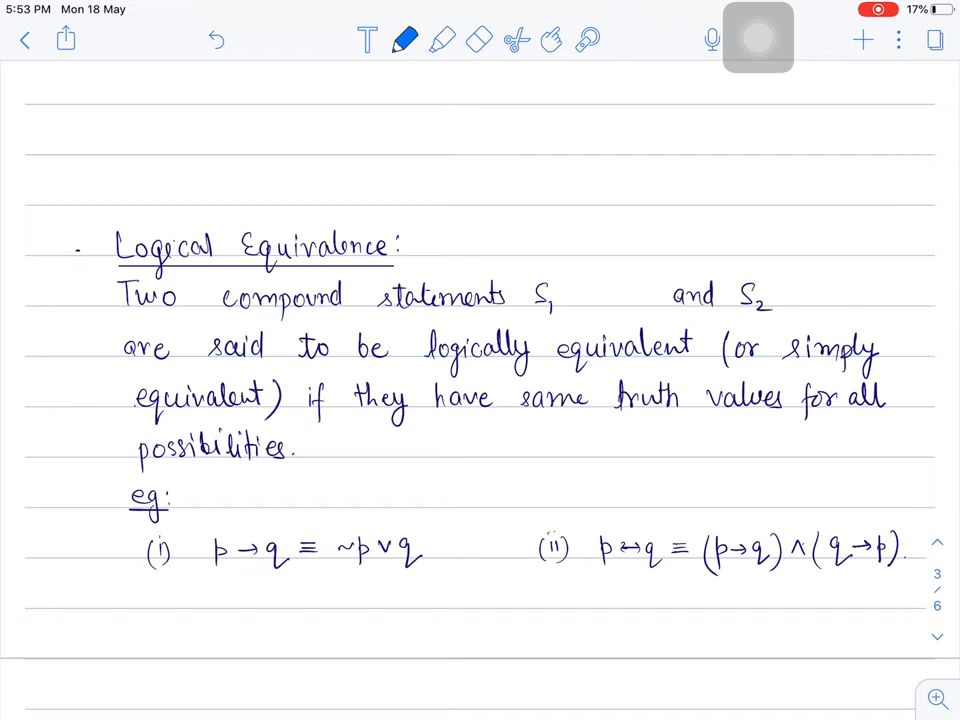 5:53 PM Mon 18 May 17%
T
· Logical Equivalence:
Two compound statements S₁ and S₂
are said to be logically equivalent (or simply
equivalent) if they have same truth values for all
possibilities.
eg:
(i) p → q ≡ ~p ∨ q (ii) p ↔ q ≡ (p → q) ∧ (q → p).
3
/
6